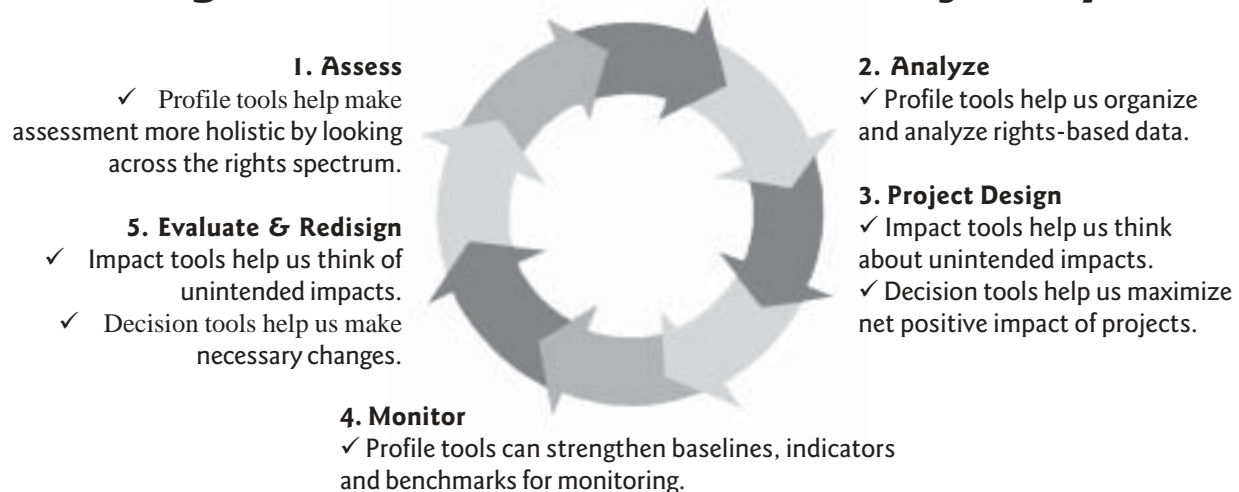 1. Assess
✓ Profile tools help make
assessment more holistic by looking
across the rights spectrum.
2. Analyze
✓ Profile tools help us organize
and analyze rights-based data.
3. Project Design
✓ Impact tools help us think
about unintended impacts.
✓ Decision tools help us maximize
net positive impact of projects.
4. Monitor
✓ Profile tools can strengthen baselines, indicators
and benchmarks for monitoring.
5. Evaluate & Redisign
✓ Impact tools help us think of
unintended impacts.
✓ Decision tools help us make
necessary changes.